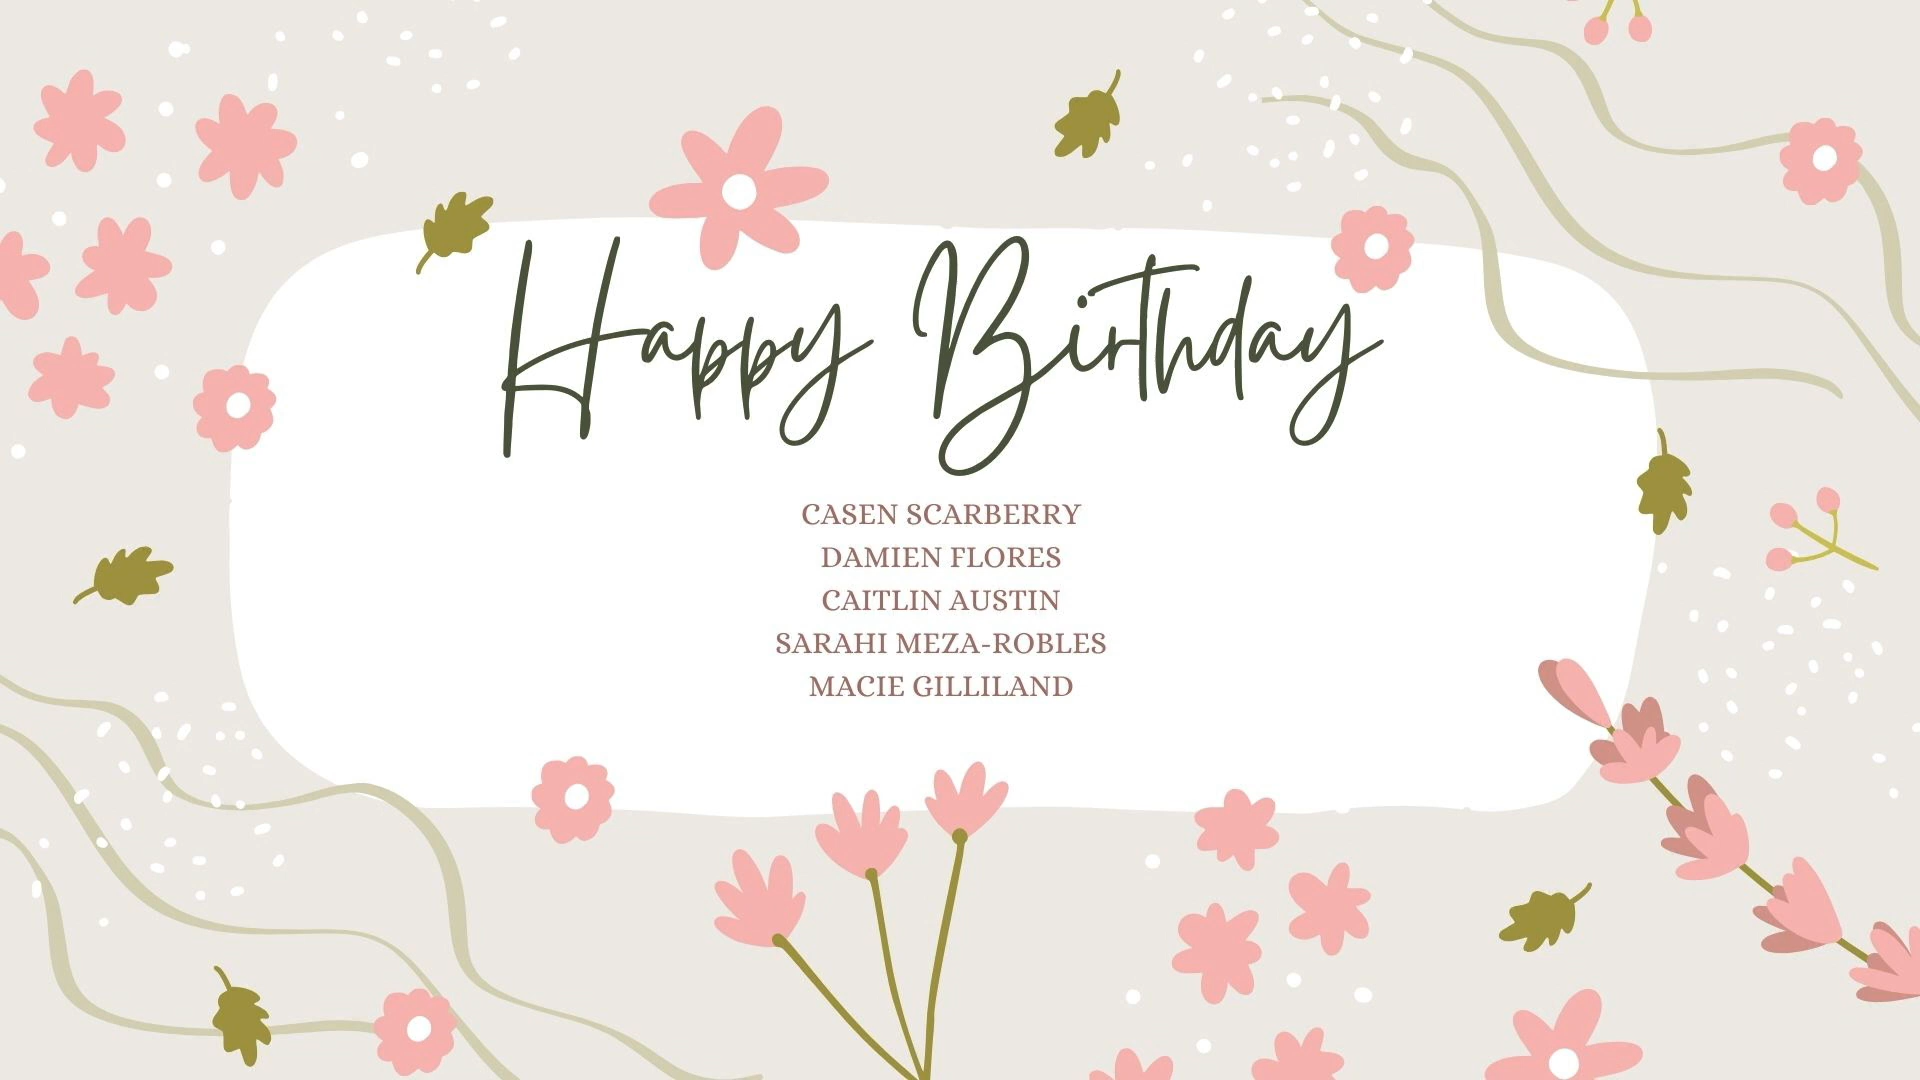 Happy Birthday
CASEN SCARBERRY
DAMIEN FLORES
CAITLIN AUSTIN
SARAHI MEZA-ROBLES
MACIE GILLILAND